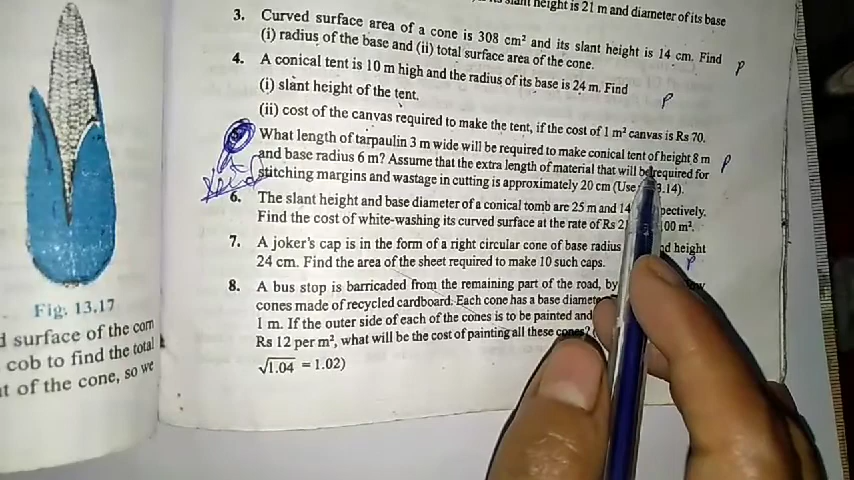 slant height is 21 m and diameter of its base
3. Curved surface area of a cone is 308 cm² and its slant height is 14 cm. Find
(i) radius of the base and (ii) total surface area of the cone.
4. A conical tent is 10 m high and the radius of its base is 24 m. Find
(i) slant height of the tent.
(ii) cost of the canvas required to make the tent, if the cost of 1 m² canvas is Rs 70.
What length of tarpaulin 3 m wide will be required to make conical tent of height 8 m
and base radius 6 m? Assume that the extra length of material that will be required for
stitching margins and wastage in cutting is approximately 20 cm (Use 3.14).
6. The slant height and base diameter of a conical tomb are 25 m and 14 pectively.
Find the cost of white-washing its curved surface at the rate of Rs 2 00 m².
7. A joker's cap is in the form of a right circular cone of base radius d height
24 cm. Find the area of the sheet required to make 10 such caps.
8. A bus stop is barricaded from the remaining part of the road, by
cones made of recycled cardboard. Each cone has a base diamete
1 m. If the outer side of each of the cones is to be painted and
Rs 12 per m², what will be the cost of painting all these cones?
√1.04 = 1.02)
Fig. 13.17
d surface of the corn
cob to find the total
t of the cone, so we